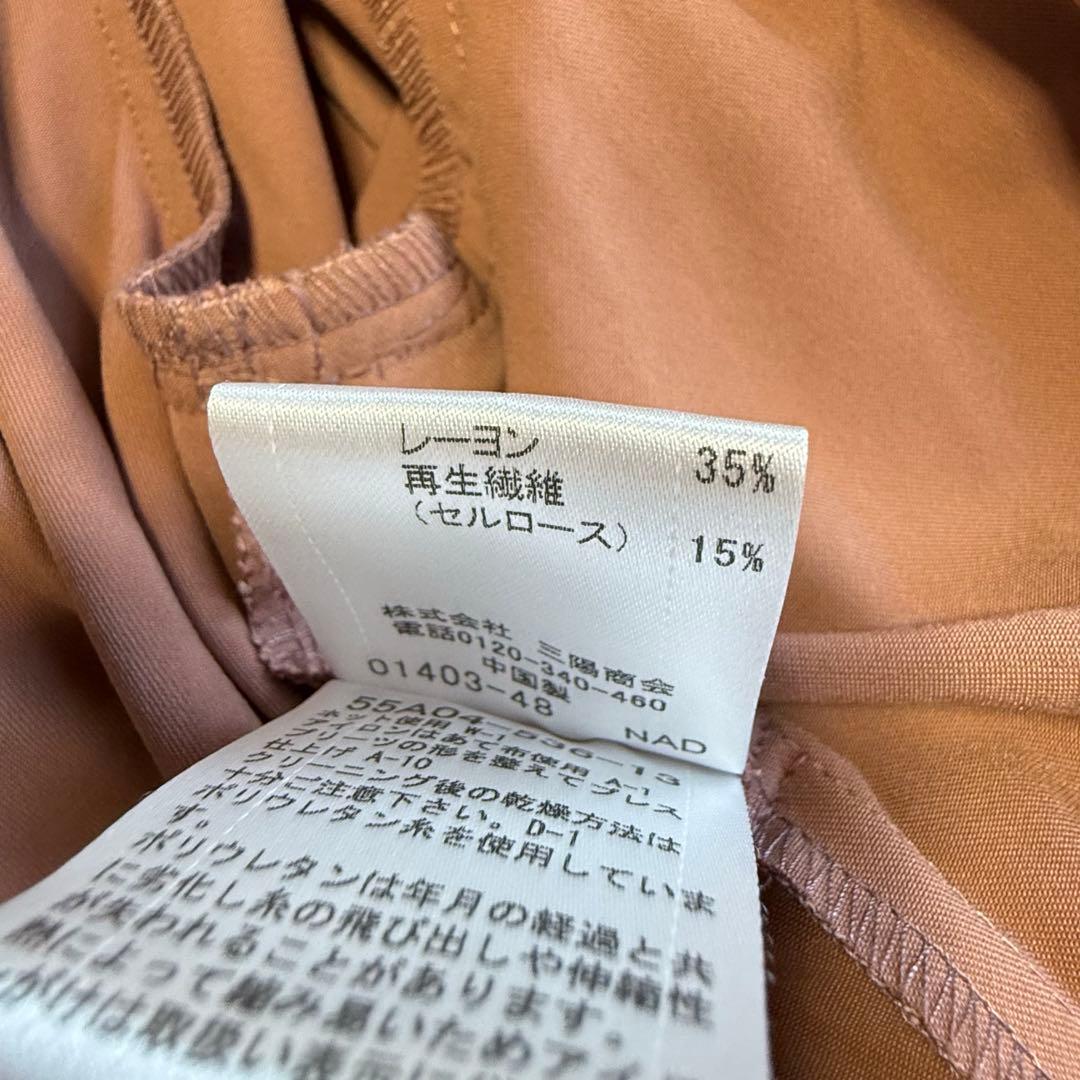 レーヨン 35%
再生繊維
(セルロース) 15%
株式会社 三陽商会
電話0120-340-460
中国製
01403-48 NAD
55A04-536-13
ネット使用 W-1
アイロンはあて布使用 A-1
プリーツの形を整えてプレス
仕上げ A-10
クリーニング後の乾燥方法は
十分ご注意下さい。D-1
ポリウレタン糸を使用していま
す。
ポリウレタンは年月の経過と共
に劣化し糸の飛び出しや伸縮性
が失われることがあります。
熱によって縮み易いためアイ
がけは取扱い表示に